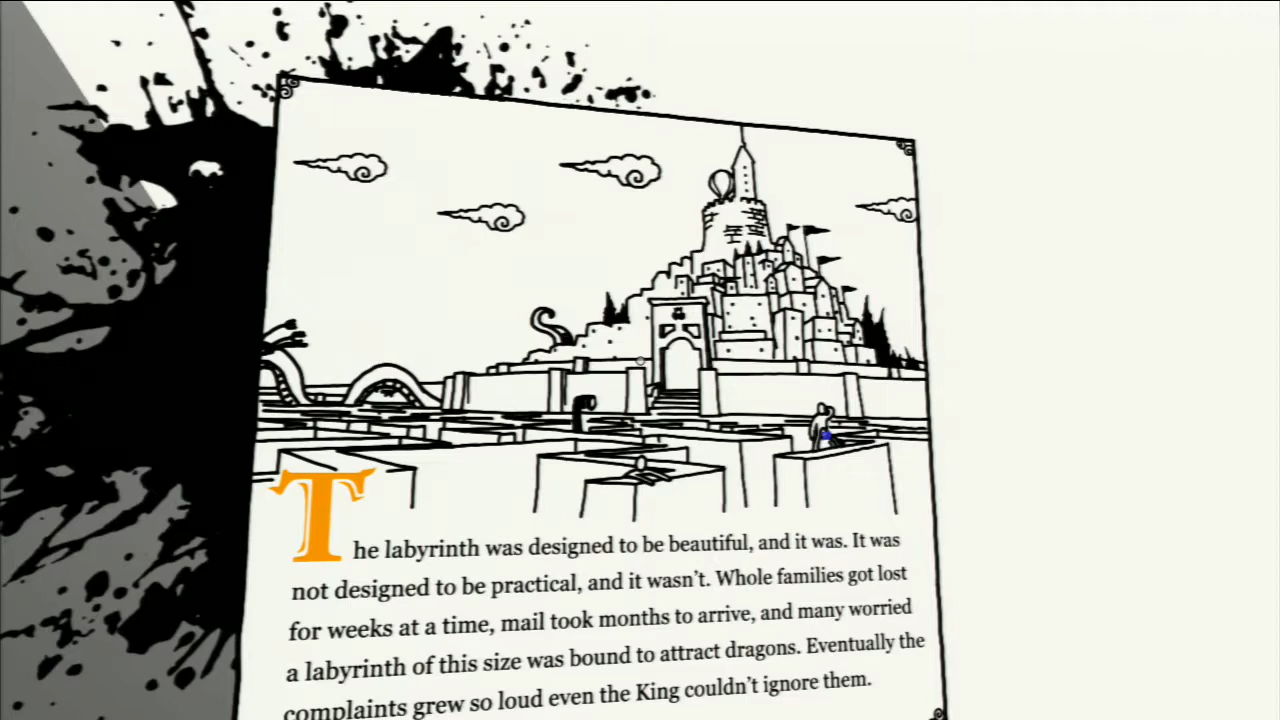 The labyrinth was designed to be beautiful, and it was. It was
not designed to be practical, and it wasn't. Whole families got lost
for weeks at a time, mail took months to arrive, and many worried
a labyrinth of this size was bound to attract dragons. Eventually the
complaints grew so loud even the King couldn't ignore them.